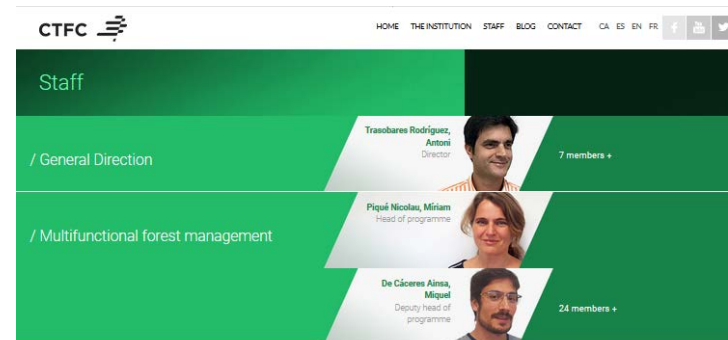 CTFC
HOME THE INSTITUTION STAFF BLOG CONTACT CA ES EN FR
Staff
/ General Direction
Trasobares Rodríguez,
Antoni
Director
7 members +
/ Multifunctional forest management
Piqué Nicolau, Míriam
Head of programme
De Cáceres Ainsa,
Miquel
Deputy head of
programme
24 members +